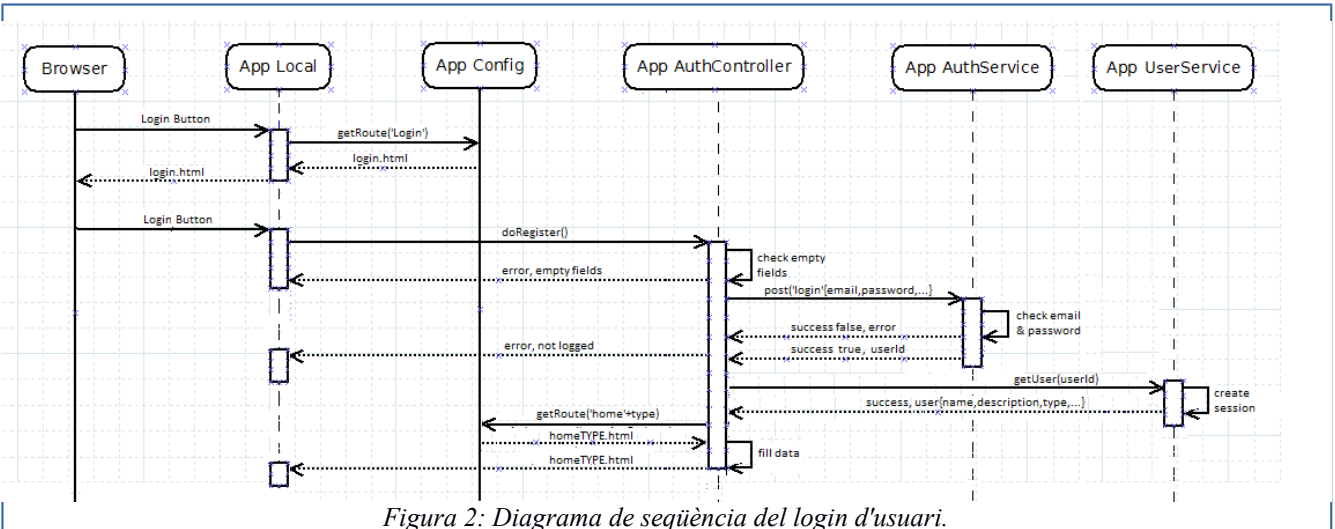 Browser
App Local
App Config
App AuthController
App AuthService
App UserService
Login Button
getRoute('Login')
login.html
login.html
Login Button
doRegister()
check empty
fields
error, empty fields
post('login'{email,password,...}
check email
& password
success false, error
error, not logged
success true, userId
getUser(userId)
create
session
success, user{name,description,type,...}
getRoute('home'+type)
homeTYPE.html
fill data
homeTYPE.html
Figura 2: Diagrama de seqüència del login d'usuari.